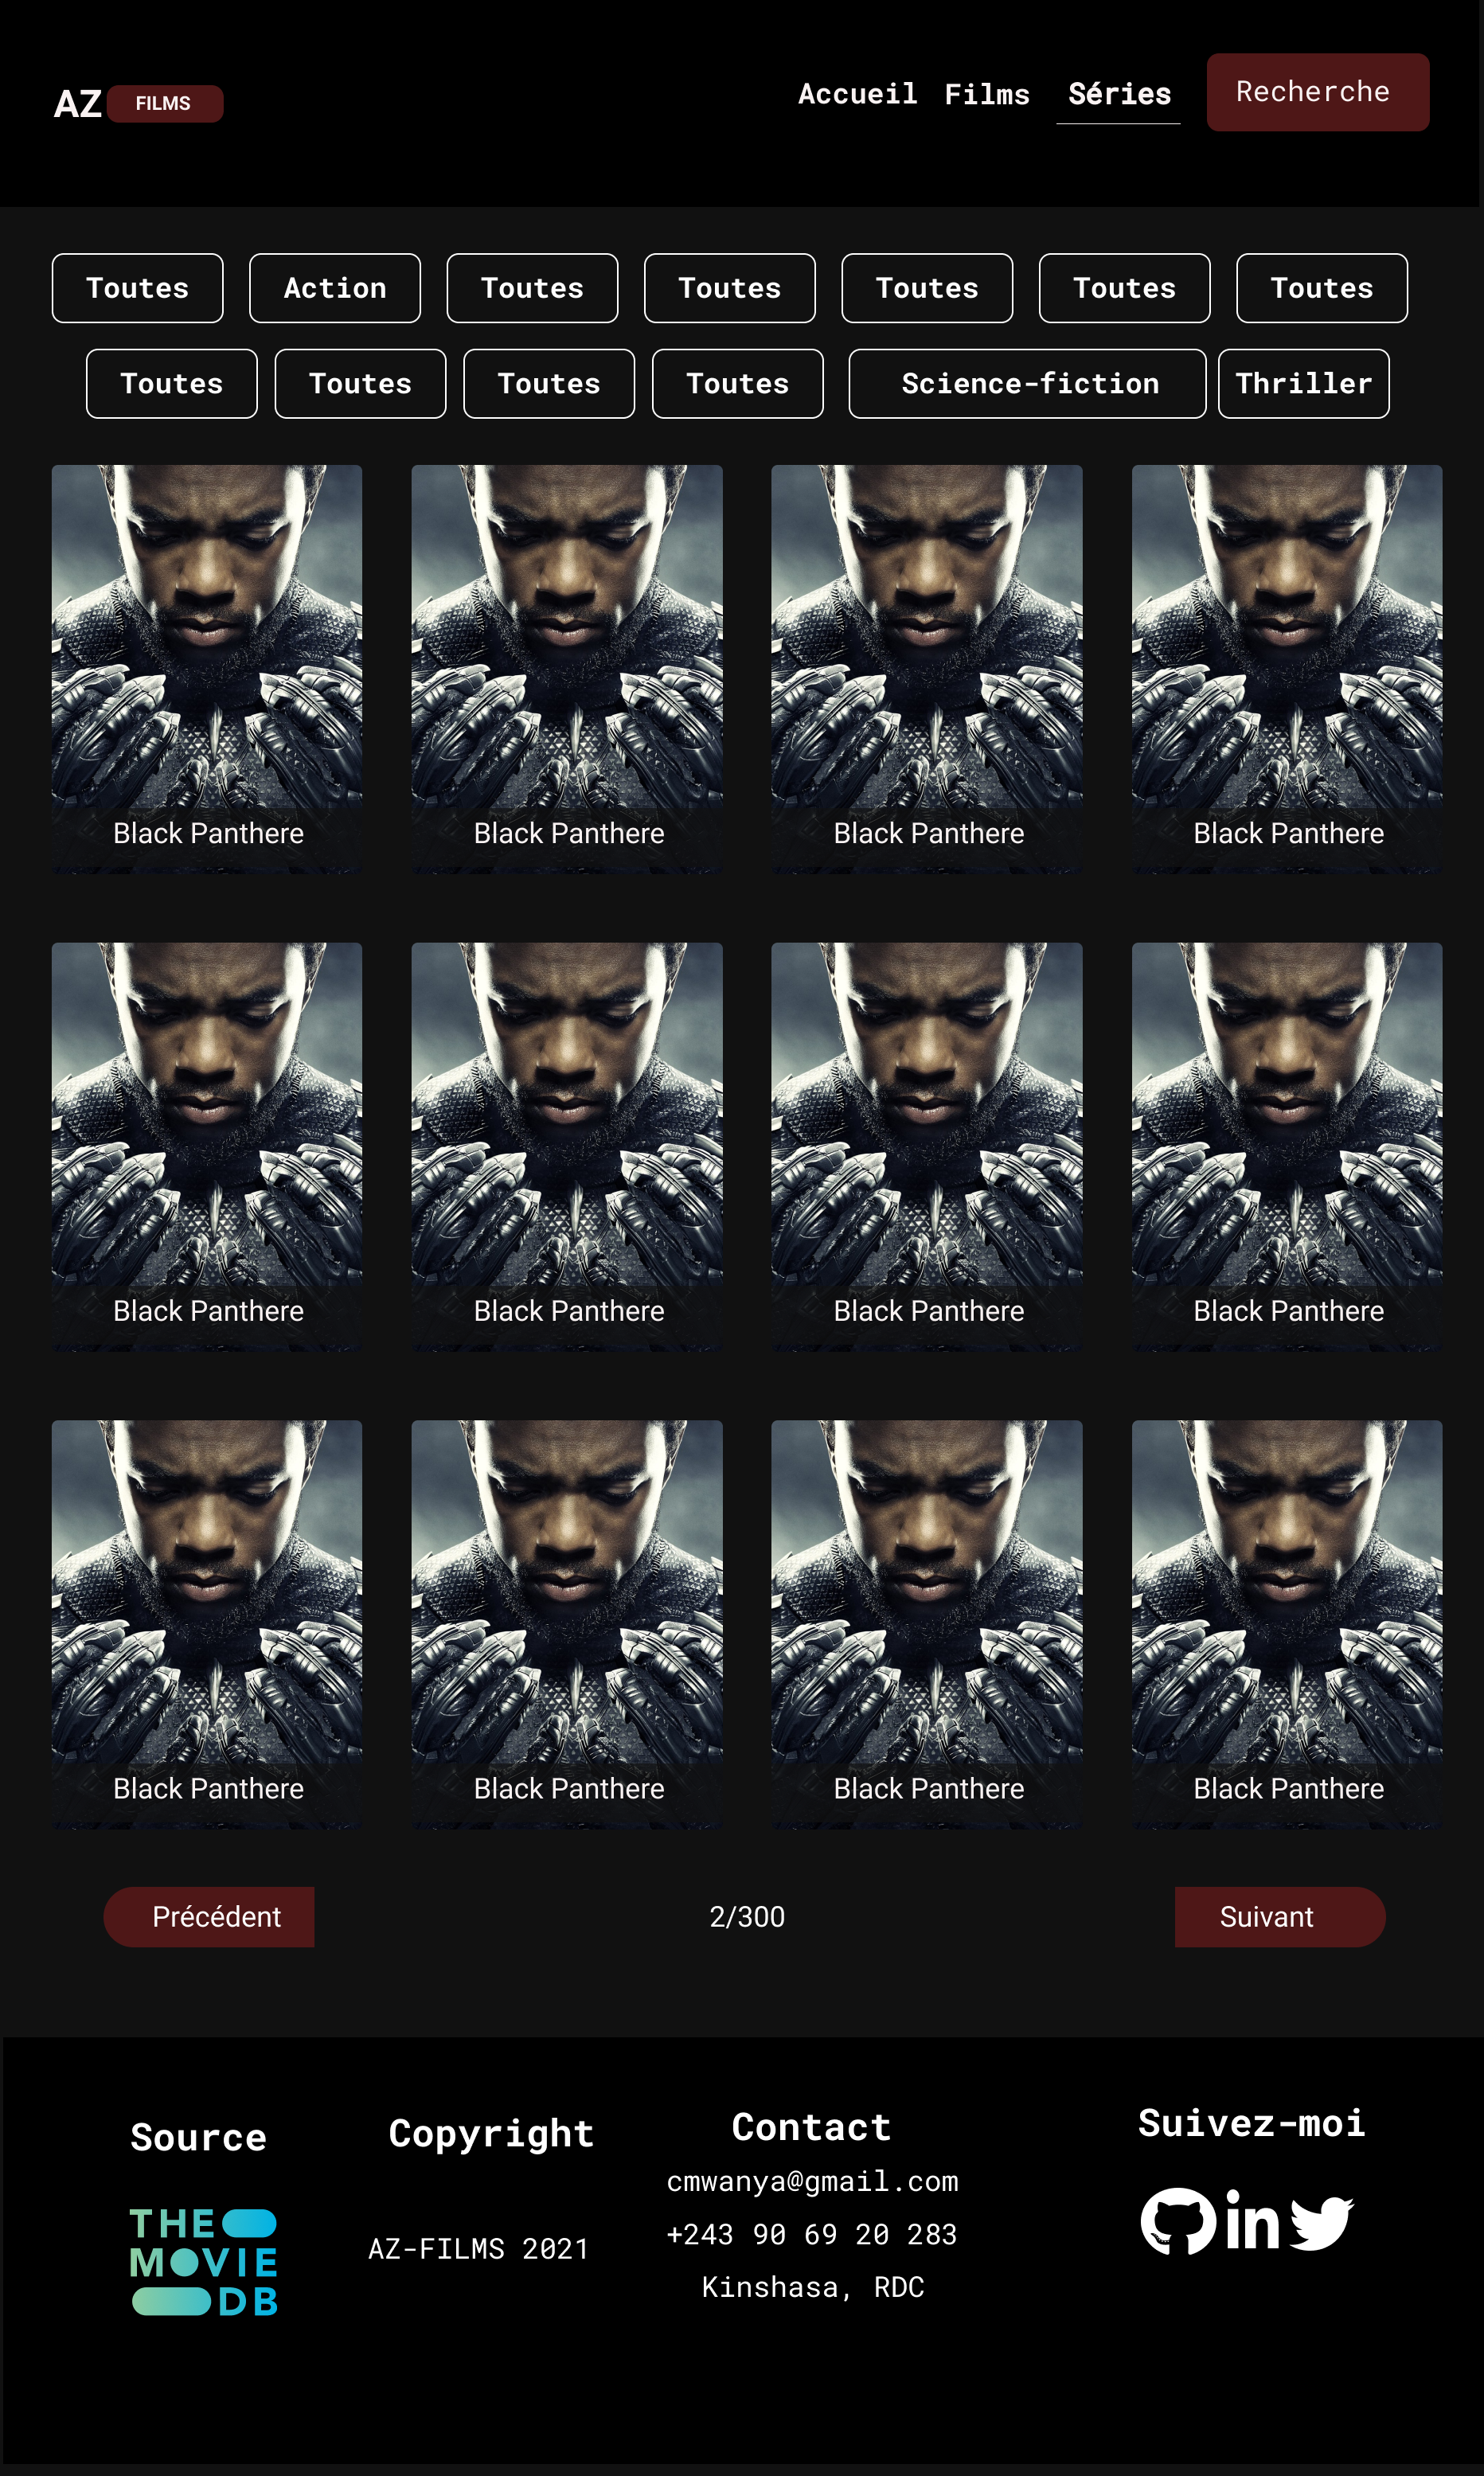 AZ FILMS Accueil Films Séries Recherche
Toutes Action Toutes Toutes Toutes Toutes Toutes
Toutes Toutes Toutes Toutes Science-fiction Thriller
Black Panthere Black Panthere Black Panthere Black Panthere
Black Panthere Black Panthere Black Panthere Black Panthere
Black Panthere Black Panthere Black Panthere Black Panthere
Précédent 2/300 Suivant
Source
THE
MOVIE
DB
Copyright
AZ-FILMS 2021
Contact
cmwanya@gmail.com
+243 90 69 20 283
Kinshasa, RDC
Suivez-moi
in